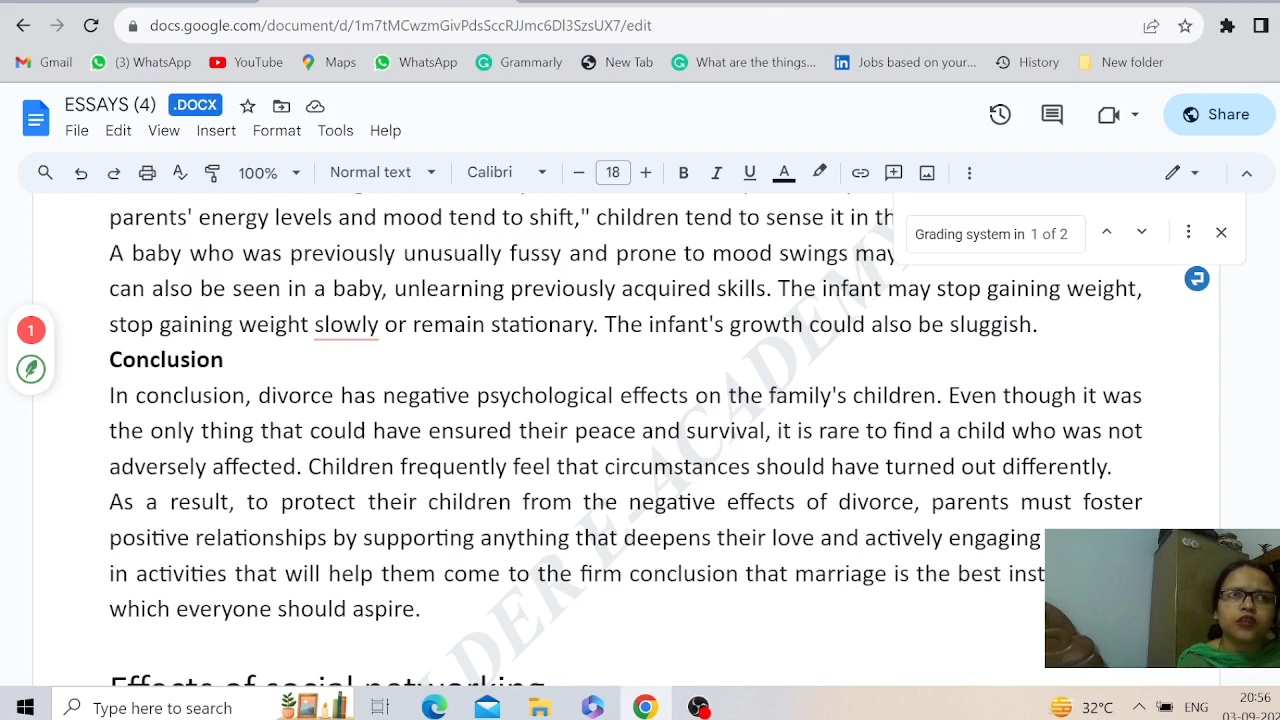 docs.google.com/document/d/1m7tMCwzmGivPdsSccRJJmc6Dl3SzsUX7/edit
Gmail (3) WhatsApp YouTube Maps WhatsApp Grammarly New Tab What are the things... Jobs based on your... History New folder
ESSAYS (4) .DOCX
File Edit View Insert Format Tools Help
Share
100% Normal text Calibri 18 B I U A
parents' energy levels and mood tend to shift," children tend to sense it in th
Grading system in 1 of 2
A baby who was previously unusually fussy and prone to mood swings may
can also be seen in a baby, unlearning previously acquired skills. The infant may stop gaining weight,
stop gaining weight slowly or remain stationary. The infant's growth could also be sluggish.
1
Conclusion
In conclusion, divorce has negative psychological effects on the family's children. Even though it was
the only thing that could have ensured their peace and survival, it is rare to find a child who was not
adversely affected. Children frequently feel that circumstances should have turned out differently.
As a result, to protect their children from the negative effects of divorce, parents must foster
positive relationships by supporting anything that deepens their love and actively engaging
in activities that will help them come to the firm conclusion that marriage is the best inst
which everyone should aspire.
LDERE-ACADEMY
Effects of social networking
Type here to search
32°C ENG
20:56
03-09-202